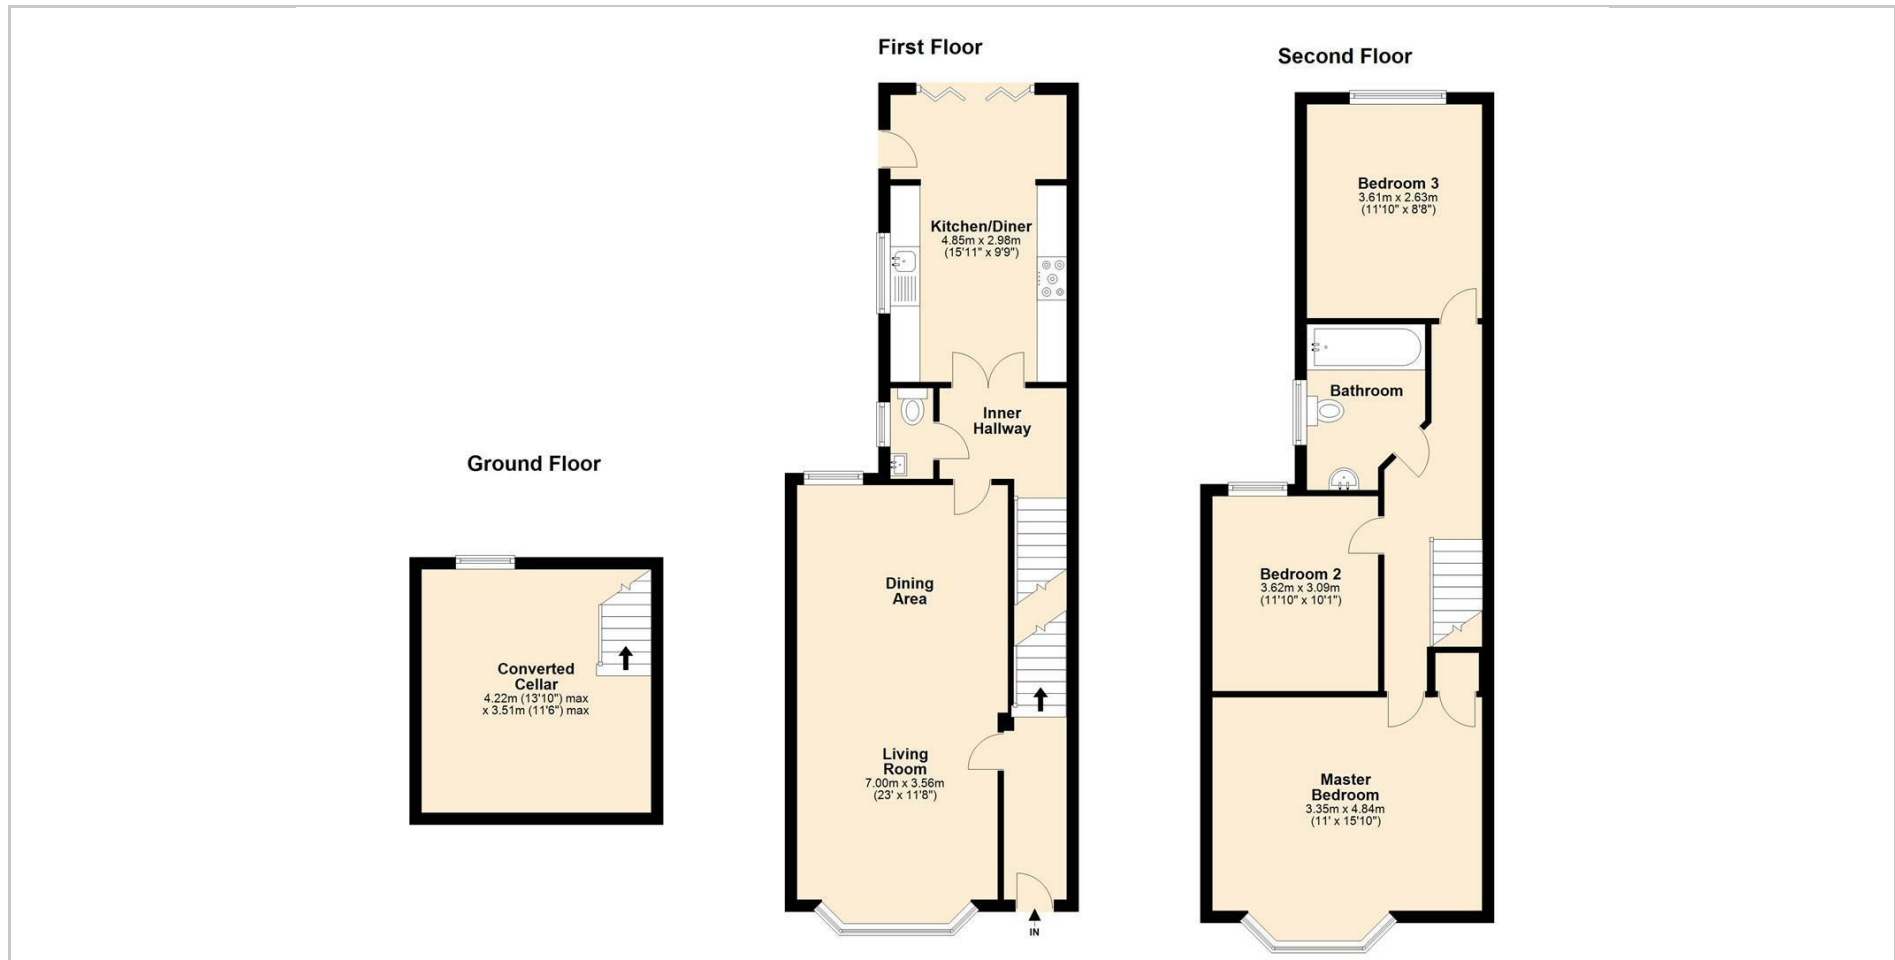 First Floor
Kitchen/Diner
4.85m x 2.98m
(15'11" x 9'9")
Inner
Hallway
Dining
Area
Living
Room
7.00m x 3.56m
(23' x 11'8")
IN
Second Floor
Bedroom 3
3.61m x 2.63m
(11'10" x 8'8")
Bathroom
Bedroom 2
3.62m x 3.09m
(11'10" x 10'1")
Master
Bedroom
3.35m x 4.84m
(11' x 15'10")
Ground Floor
Converted
Cellar
4.22m (13'10") max
x 3.51m (11'6") max